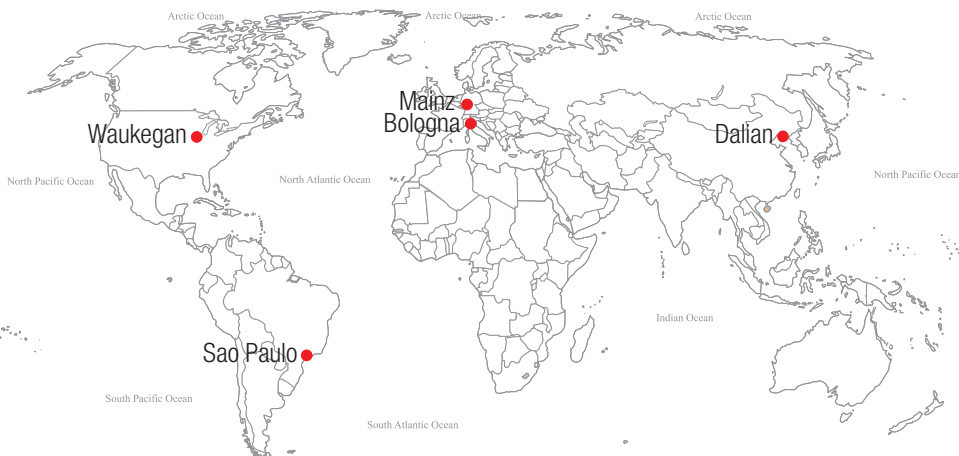 Arctic Ocean
Arctic Ocean
Arctic Ocean
Mainz
Bologna
Waukegan
Dalian
North Pacific Ocean
North Atlantic Ocean
North Pacific Ocean
Indian Ocean
Sao Paulo
South Pacific Ocean
South Atlantic Ocean